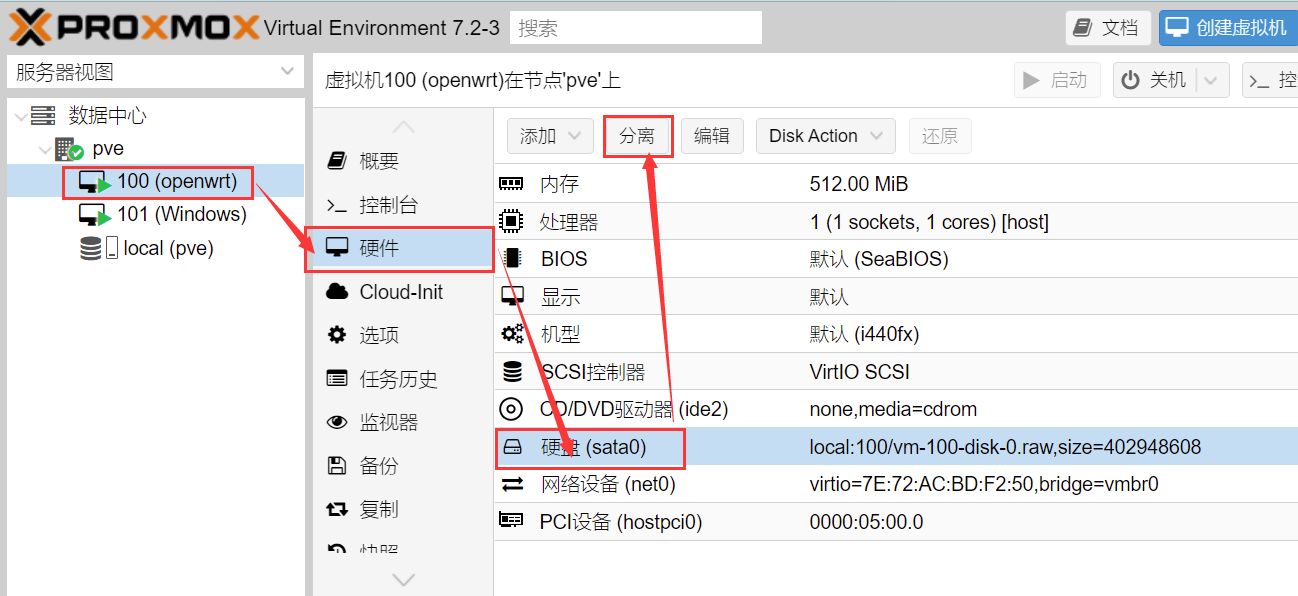 PROXMOX Virtual Environment 7.2-3 搜索 文档 创建虚拟机
服务器视图
虚拟机100 (openwrt)在节点'pve'上 启动 关机 >_ 控
数据中心
pve
100 (openwrt)
101 (Windows)
local (pve)
概要
>_ 控制台
硬件
Cloud-Init
选项
任务历史
监视器
备份
复制
快照
添加 分离 编辑 Disk Action 还原
内存 512.00 MiB
处理器 1 (1 sockets, 1 cores) [host]
BIOS 默认 (SeaBIOS)
显示 默认
机型 默认 (i440fx)
SCSI控制器 VirtIO SCSI
CD/DVD驱动器 (ide2) none,media=cdrom
硬盘 (sata0) local:100/vm-100-disk-0.raw,size=402948608
网络设备 (net0) virtio=7E:72:AC:BD:F2:50,bridge=vmbr0
PCI设备 (hostpci0) 0000:05:00.0